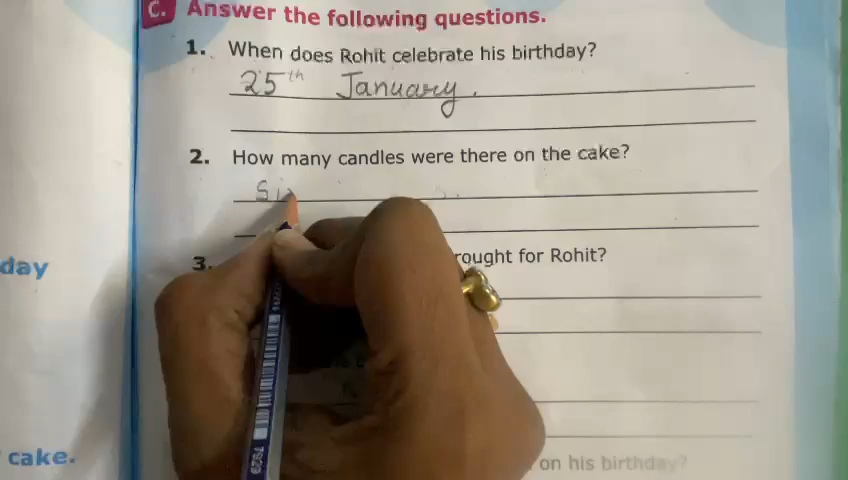 C. Answer the following questions.
1. When does Rohit celebrate his birthday?
25th January.
2. How many candles were there on the cake?
day
3. rought for Rohit?
cake.
on his birthday?